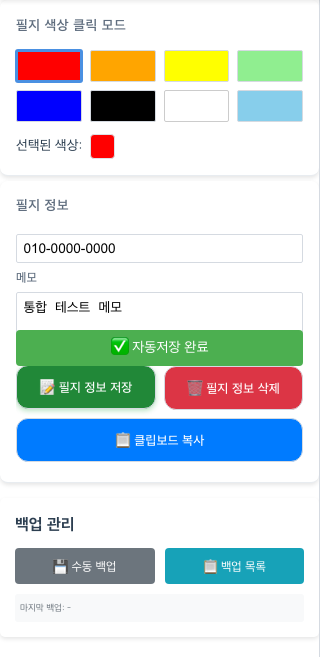 필지 색상 클릭 모드
선택된 색상:
필지 정보
010-0000-0000
메모
통합 테스트 메모
✅ 자동저장 완료
📝 필지 정보 저장
🗑️ 필지 정보 삭제
📋 클립보드 복사
백업 관리
💾 수동 백업
📋 백업 목록
마지막 백업: -